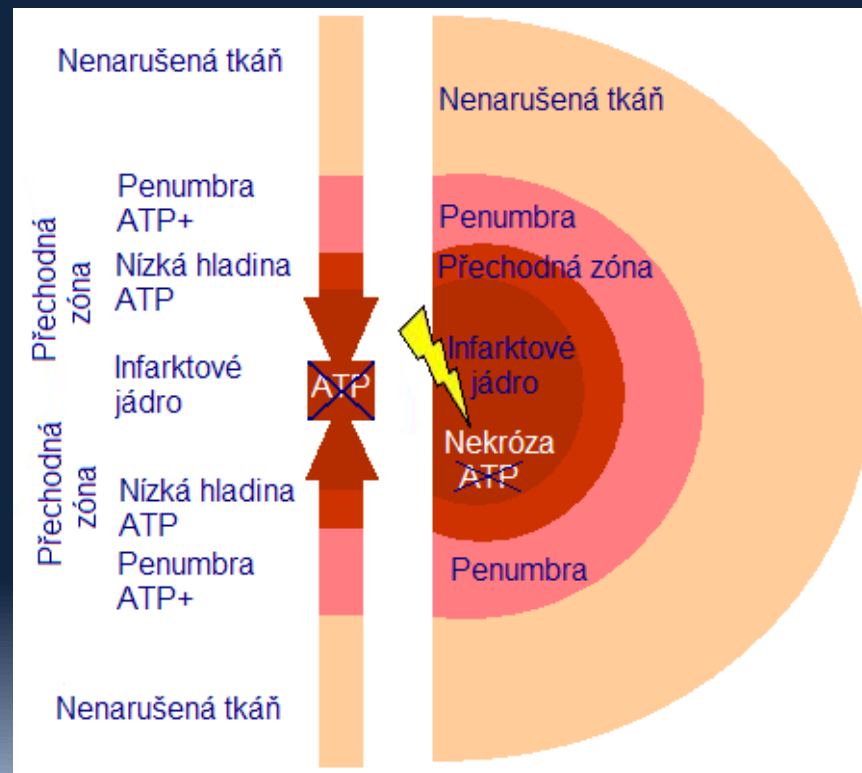 Nenarušená tkáň
Penumbra
ATP+
Přechodná
zóna
Nízká hladina
ATP
Infarktové
jádro
ATP
Přechodná
zóna
Nízká hladina
ATP
Penumbra
ATP+
Nenarušená tkáň
Nenarušená tkáň
Penumbra
Přechodná zóna
Infarktové
jádro
Nekróza
ATP
Penumbra